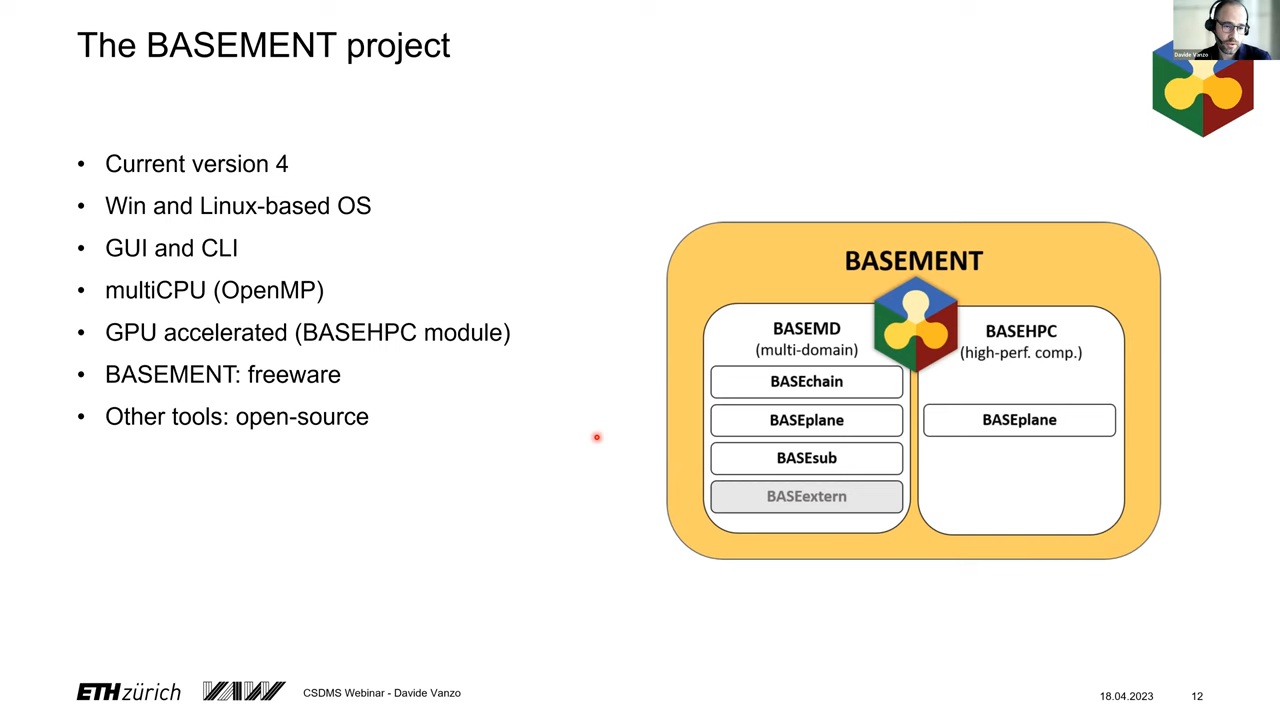 The BASEMENT project
Davide Vanzo
• Current version 4
• Win and Linux-based OS
• GUI and CLI
• multiCPU (OpenMP)
• GPU accelerated (BASEHPC module)
• BASEMENT: freeware
• Other tools: open-source
BASEMENT
BASEMD
(multi-domain)
BASEchain
BASEplane
BASEsub
BASEextern
BASEHPC
(high-perf. comp.)
BASEplane
ETH zürich
VAW
CSDMS Webinar - Davide Vanzo
18.04.2023
12